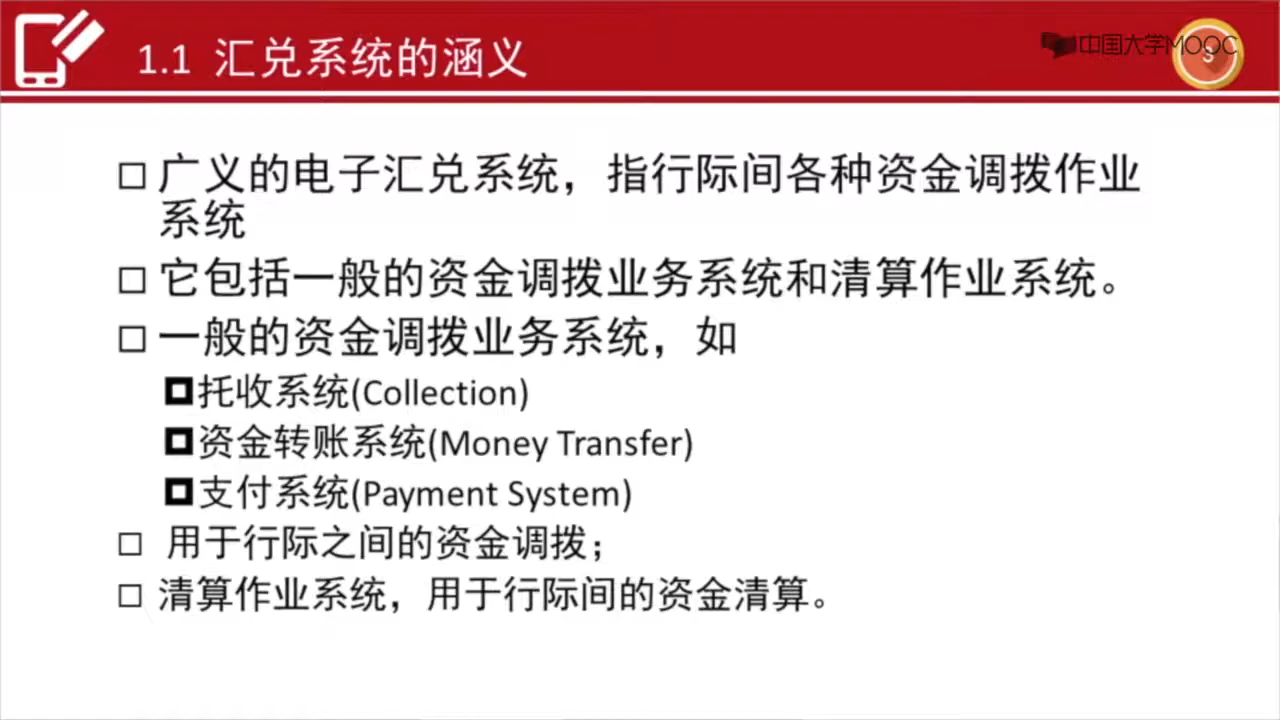 1.1 汇兑系统的涵义
中国大学MOOC
3
广义的电子汇兑系统，指行际间各种资金调拨作业
系统
它包括一般的资金调拨业务系统和清算作业系统。
一般的资金调拨业务系统，如
托收系统(Collection)
资金转账系统(Money Transfer)
支付系统(Payment System)
用于行际之间的资金调拨；
清算作业系统，用于行际间的资金清算。